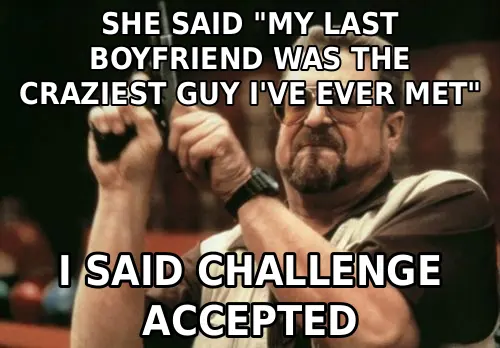 SHE SAID "MY LAST
BOYFRIEND WAS THE
CRAZIEST GUY I'VE EVER MET"
I SAID CHALLENGE
ACCEPTED